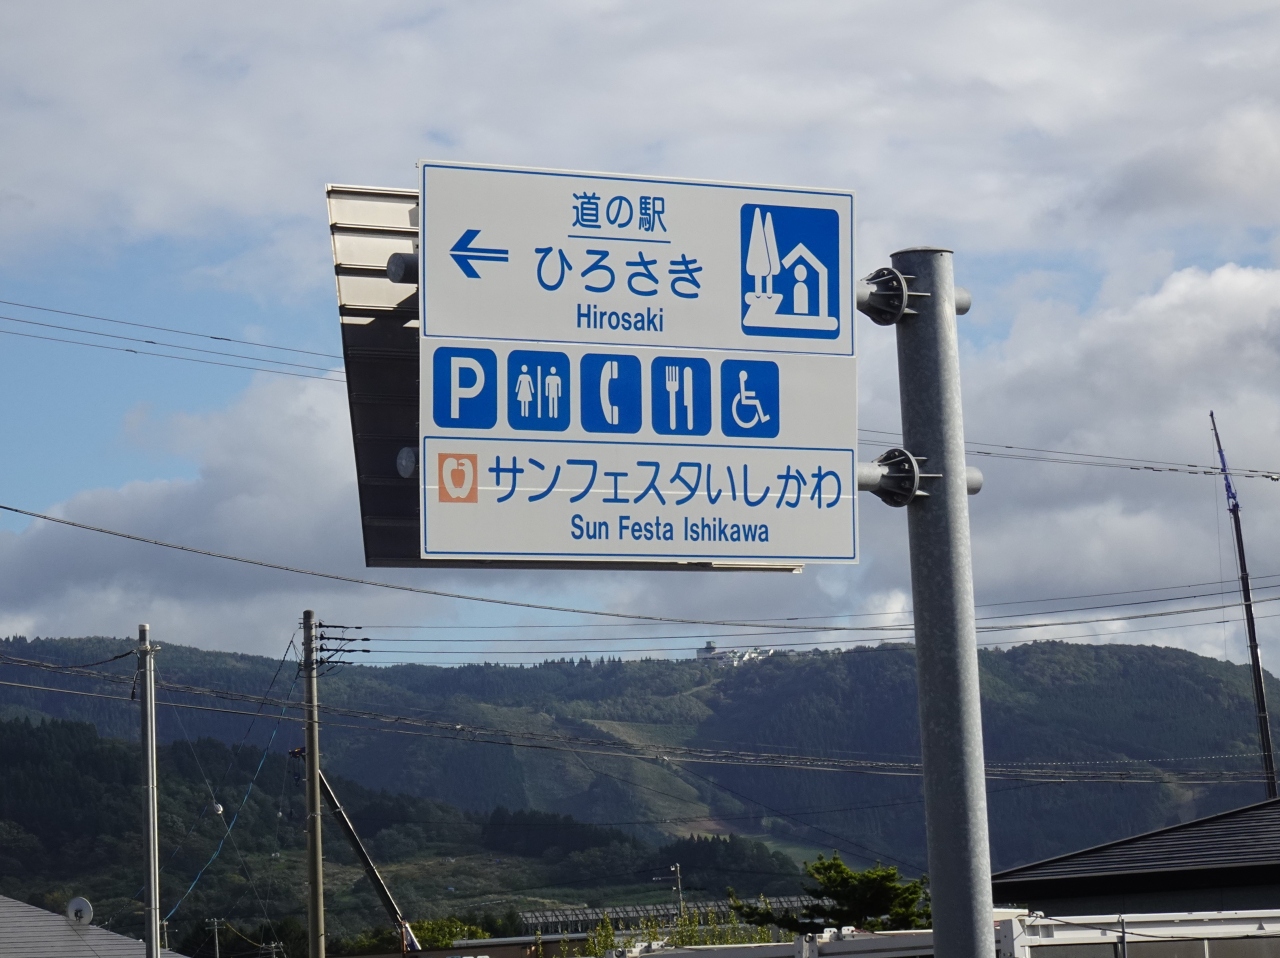 道の駅
ひろさき
Hirosaki
P
サンフェスタいしかわ
Sun Festa Ishikawa